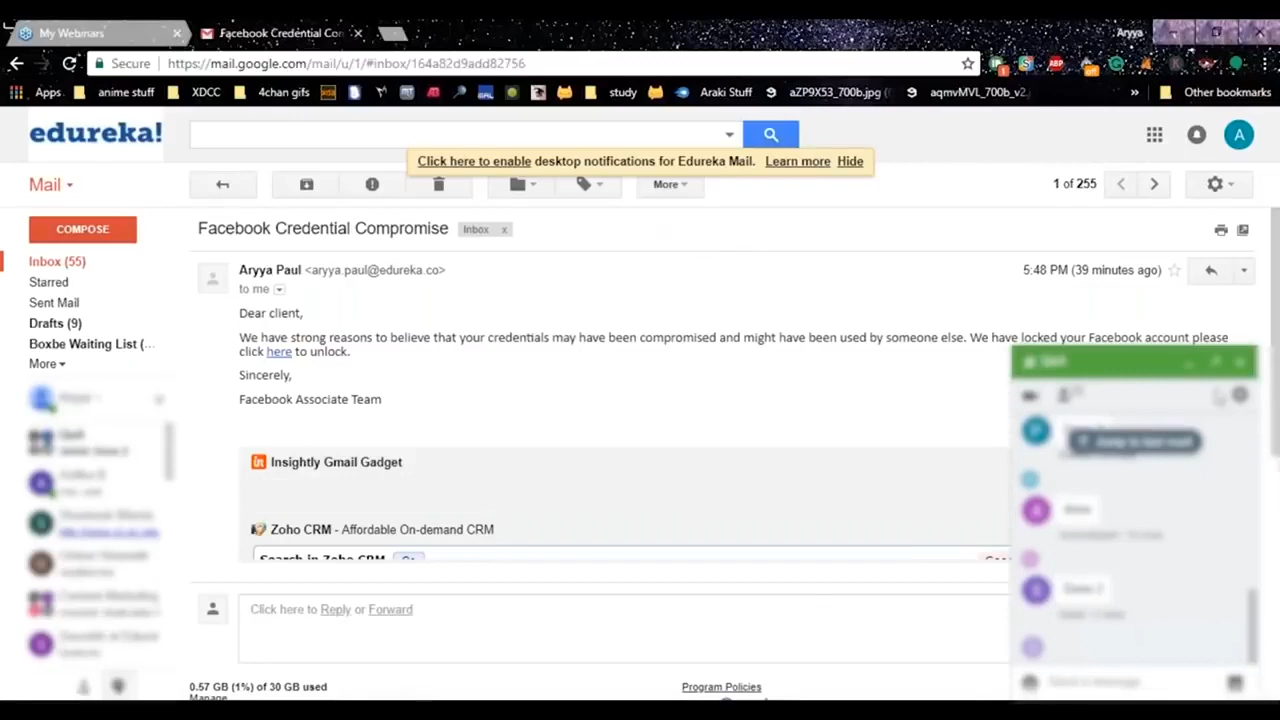 My Webinars
Facebook Credential Con
Aryya
Secure
https://mail.google.com/mail/u/1/#inbox/164a82d9add82756
Apps
anime stuff
XDCC
4chan gifs
study
Araki Stuff
aZP9X53_700b.jpg (
aqmvMVL_700b_v2.
»
Other bookmarks
edureka!
A
Click here to enable desktop notifications for Edureka Mail. Learn more Hide
Mail
More
1 of 255
COMPOSE
Facebook Credential Compromise
Inbox x
Inbox (55)
Starred
Sent Mail
Drafts (9)
Boxbe Waiting List (...
More
Aryya Paul <aryya.paul@edureka.co>
5:48 PM (39 minutes ago)
to me
Dear client,
We have strong reasons to believe that your credentials may have been compromised and might have been used by someone else. We have locked your Facebook account please
click here to unlock.
Sincerely,
Facebook Associate Team
Insightly Gmail Gadget
Zoho CRM - Affordable On-demand CRM
Search in Zoho CRM
Click here to Reply or Forward
0.57 GB (1%) of 30 GB used
Manage
Program Policies